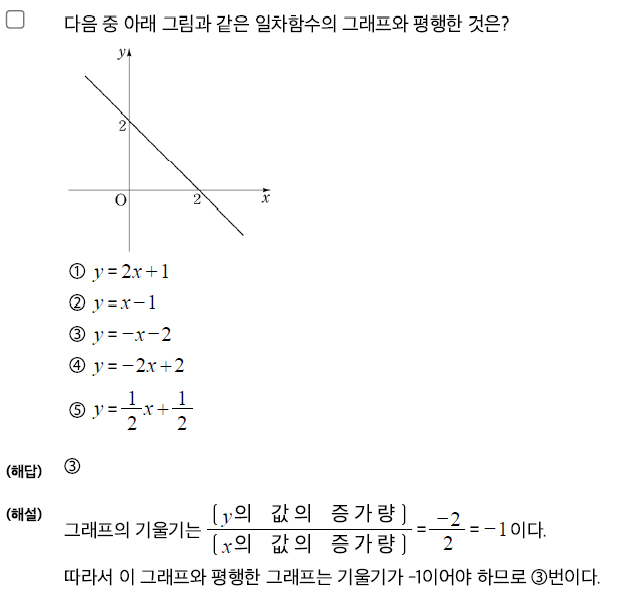 다음 중 아래 그림과 같은 일차함수의 그래프와 평행한 것은?
y
2
O 2 x
① y=2x+1
② y=x-1
③ y=-x-2
④ y=-2x+2
⑤ y=1/2x+1/2
(해답) ③
(해설) 그래프의 기울기는 (y의 값의 증가량)/(x의 값의 증가량)=-2/2=-1이다.
따라서 이 그래프와 평행한 그래프는 기울기가 -1이어야 하므로 ③번이다.